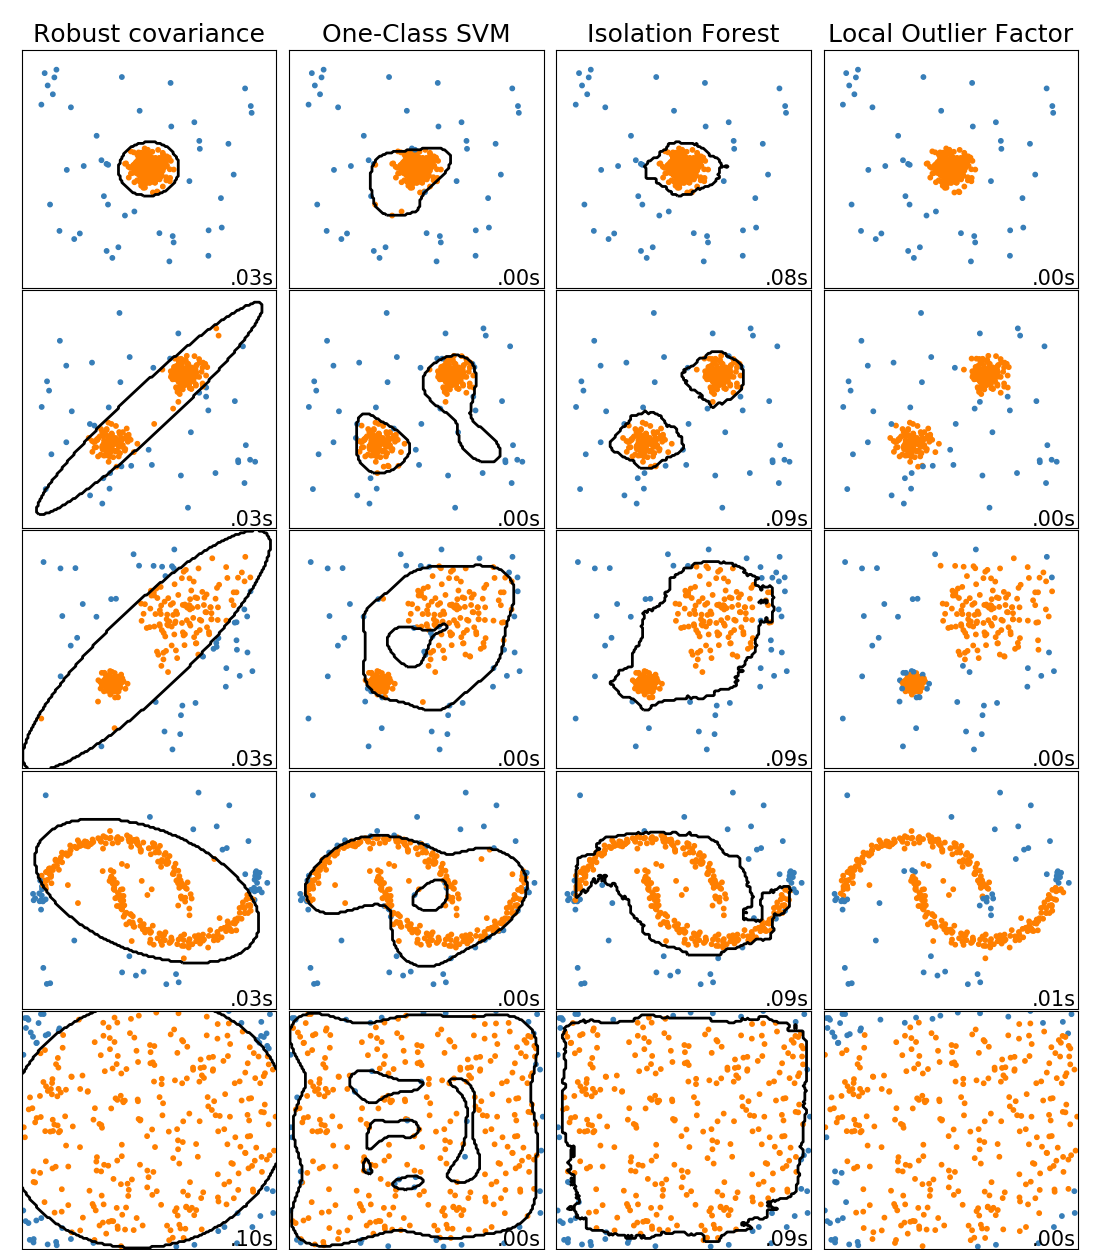 Robust covariance One-Class SVM Isolation Forest Local Outlier Factor
.03s .00s .08s .00s
.03s .00s .09s .00s
.03s .00s .09s .00s
.03s .00s .09s .01s
.10s .00s .09s .00s